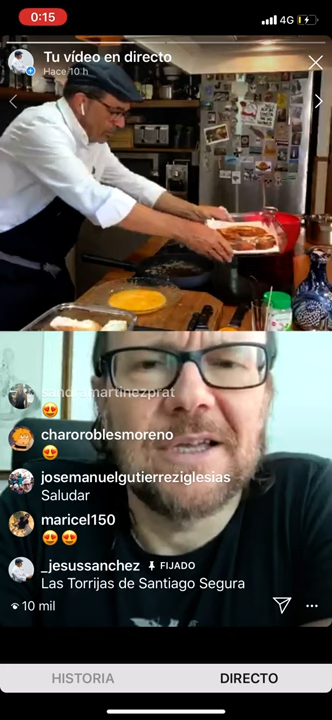 0:15
4G
Tu vídeo en directo
Hace 10 h
sandramartinezprat
😍
charoroblesmoreno
😍
josemanuelgutierreziglesias
Saludar
maricel150
😍😍
_jesussanchez FIJADO
Las Torrijas de Santiago Segura
10 mil
HISTORIA
DIRECTO